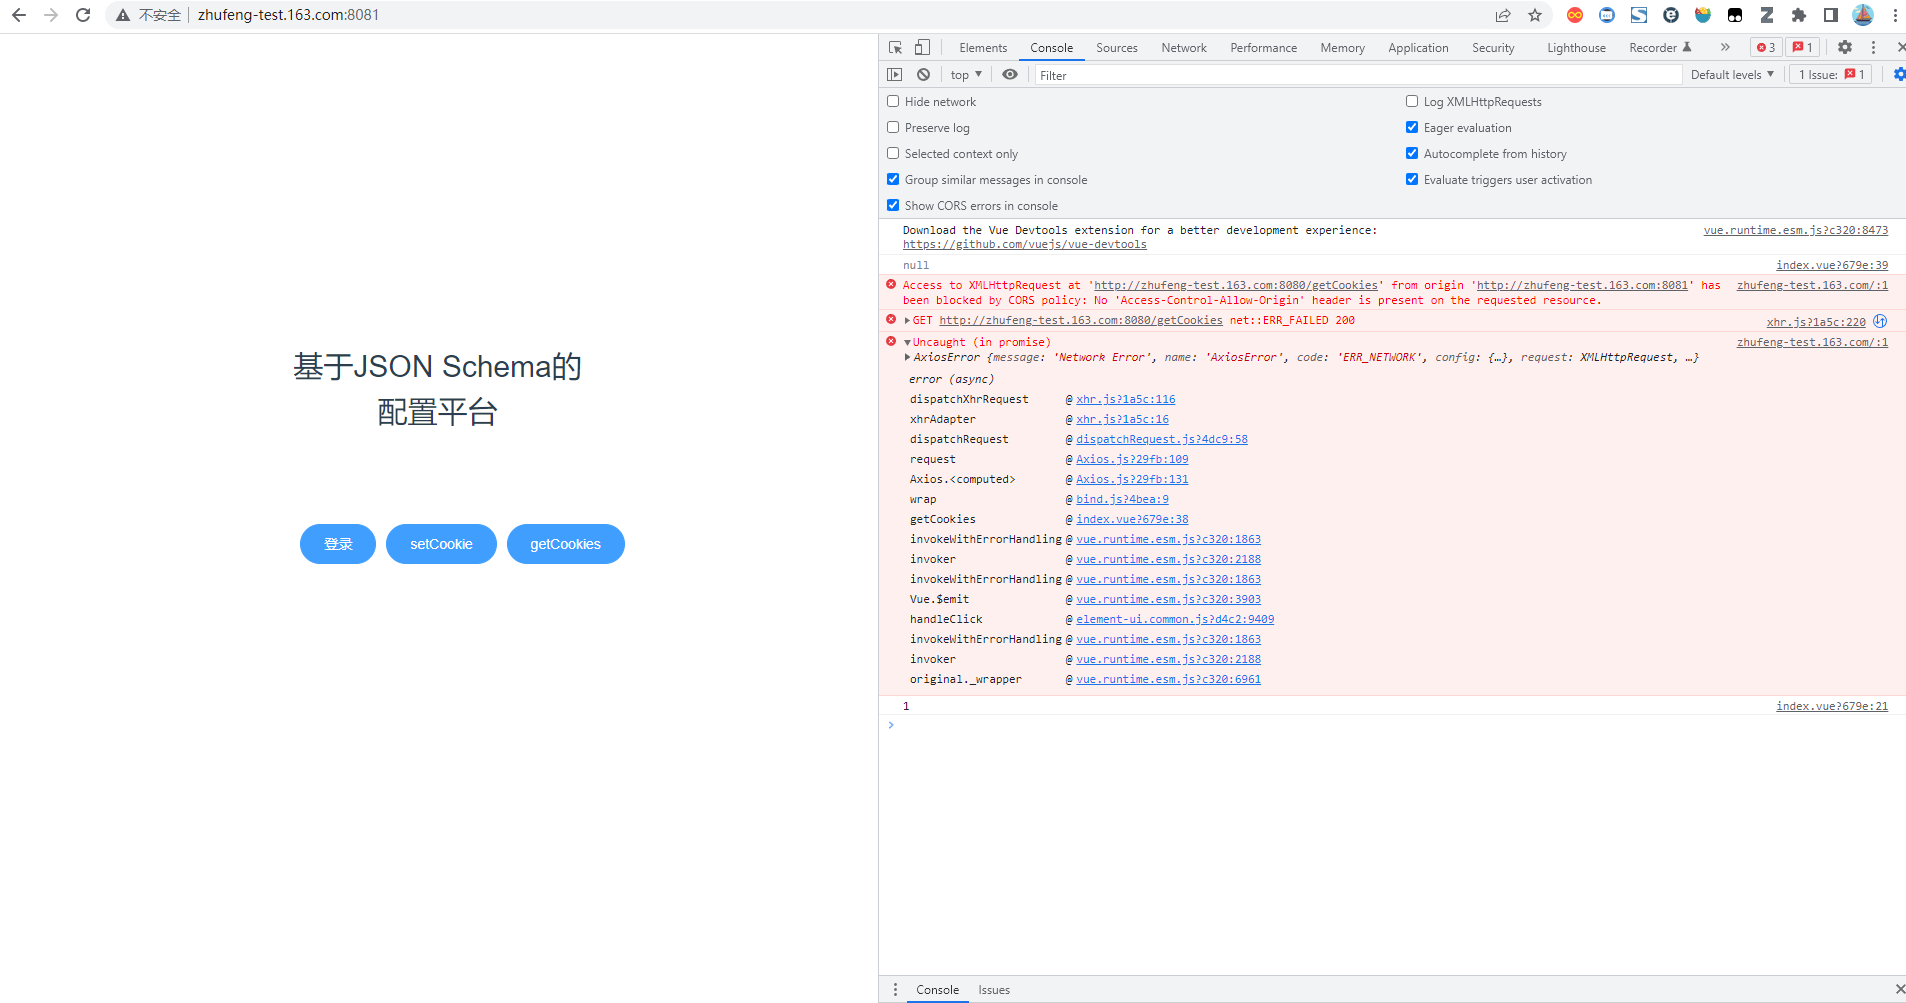 不安全 zhufeng-test.163.com:8081
基于JSON Schema的
配置平台
登录 setCookie getCookies
Elements Console Sources Network Performance Memory Application Security Lighthouse Recorder 3 1
top Filter Default levels 1 Issue: 1
Hide network Log XMLHttpRequests
Preserve log Eager evaluation
Selected context only Autocomplete from history
Group similar messages in console Evaluate triggers user activation
Show CORS errors in console
Download the Vue Devtools extension for a better development experience: vue.runtime.esm.js?c320:8473
https://github.com/vuejs/vue-devtools
null index.vue?679e:39
Access to XMLHttpRequest at 'http://zhufeng-test.163.com:8080/getCookies' from origin 'http://zhufeng-test.163.com:8081' has zhufeng-test.163.com/:1
been blocked by CORS policy: No 'Access-Control-Allow-Origin' header is present on the requested resource.
GET http://zhufeng-test.163.com:8080/getCookies net::ERR_FAILED 200 xhr.js?1a5c:220
Uncaught (in promise) zhufeng-test.163.com/:1
AxiosError {message: 'Network Error', name: 'AxiosError', code: 'ERR_NETWORK', config: {…}, request: XMLHttpRequest, …}
error (async)
dispatchXhrRequest @ xhr.js?1a5c:116
xhrAdapter @ xhr.js?1a5c:16
dispatchRequest @ dispatchRequest.js?4dc9:58
request @ Axios.js?29fb:109
Axios.<computed> @ Axios.js?29fb:131
wrap @ bind.js?4bea:9
getCookies @ index.vue?679e:38
invokeWithErrorHandling @ vue.runtime.esm.js?c320:1863
invoker @ vue.runtime.esm.js?c320:2188
invokeWithErrorHandling @ vue.runtime.esm.js?c320:1863
Vue.$emit @ vue.runtime.esm.js?c320:3903
handleClick @ element-ui.common.js?d4c2:9409
invokeWithErrorHandling @ vue.runtime.esm.js?c320:1863
invoker @ vue.runtime.esm.js?c320:2188
original._wrapper @ vue.runtime.esm.js?c320:6961
1 index.vue?679e:21
Console Issues